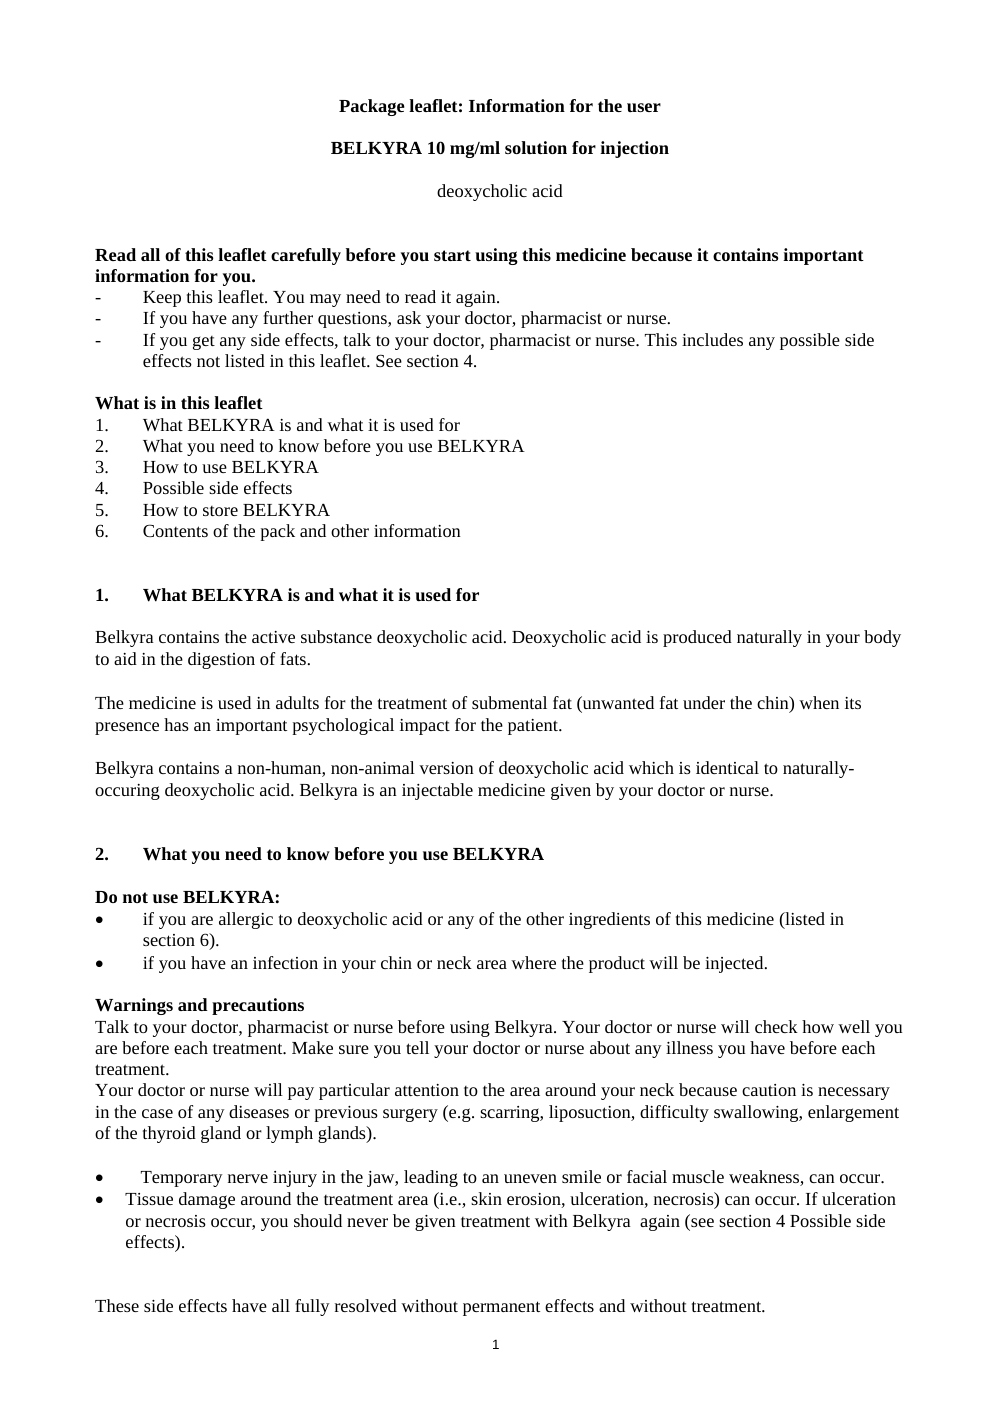 Package leaflet: Information for the user
BELKYRA 10 mg/ml solution for injection
deoxycholic acid
Read all of this leaflet carefully before you start using this medicine because it contains important
information for you.
- Keep this leaflet. You may need to read it again.
- If you have any further questions, ask your doctor, pharmacist or nurse.
- If you get any side effects, talk to your doctor, pharmacist or nurse. This includes any possible side
effects not listed in this leaflet. See section 4.
What is in this leaflet
1. What BELKYRA is and what it is used for
2. What you need to know before you use BELKYRA
3. How to use BELKYRA
4. Possible side effects
5. How to store BELKYRA
6. Contents of the pack and other information
1. What BELKYRA is and what it is used for
Belkyra contains the active substance deoxycholic acid. Deoxycholic acid is produced naturally in your body
to aid in the digestion of fats.
The medicine is used in adults for the treatment of submental fat (unwanted fat under the chin) when its
presence has an important psychological impact for the patient.
Belkyra contains a non-human, non-animal version of deoxycholic acid which is identical to naturally-
occuring deoxycholic acid. Belkyra is an injectable medicine given by your doctor or nurse.
2. What you need to know before you use BELKYRA
Do not use BELKYRA:
• if you are allergic to deoxycholic acid or any of the other ingredients of this medicine (listed in
section 6).
• if you have an infection in your chin or neck area where the product will be injected.
Warnings and precautions
Talk to your doctor, pharmacist or nurse before using Belkyra. Your doctor or nurse will check how well you
are before each treatment. Make sure you tell your doctor or nurse about any illness you have before each
treatment.
Your doctor or nurse will pay particular attention to the area around your neck because caution is necessary
in the case of any diseases or previous surgery (e.g. scarring, liposuction, difficulty swallowing, enlargement
of the thyroid gland or lymph glands).
• Temporary nerve injury in the jaw, leading to an uneven smile or facial muscle weakness, can occur.
• Tissue damage around the treatment area (i.e., skin erosion, ulceration, necrosis) can occur. If ulceration
or necrosis occur, you should never be given treatment with Belkyra again (see section 4 Possible side
effects).
These side effects have all fully resolved without permanent effects and without treatment.
1